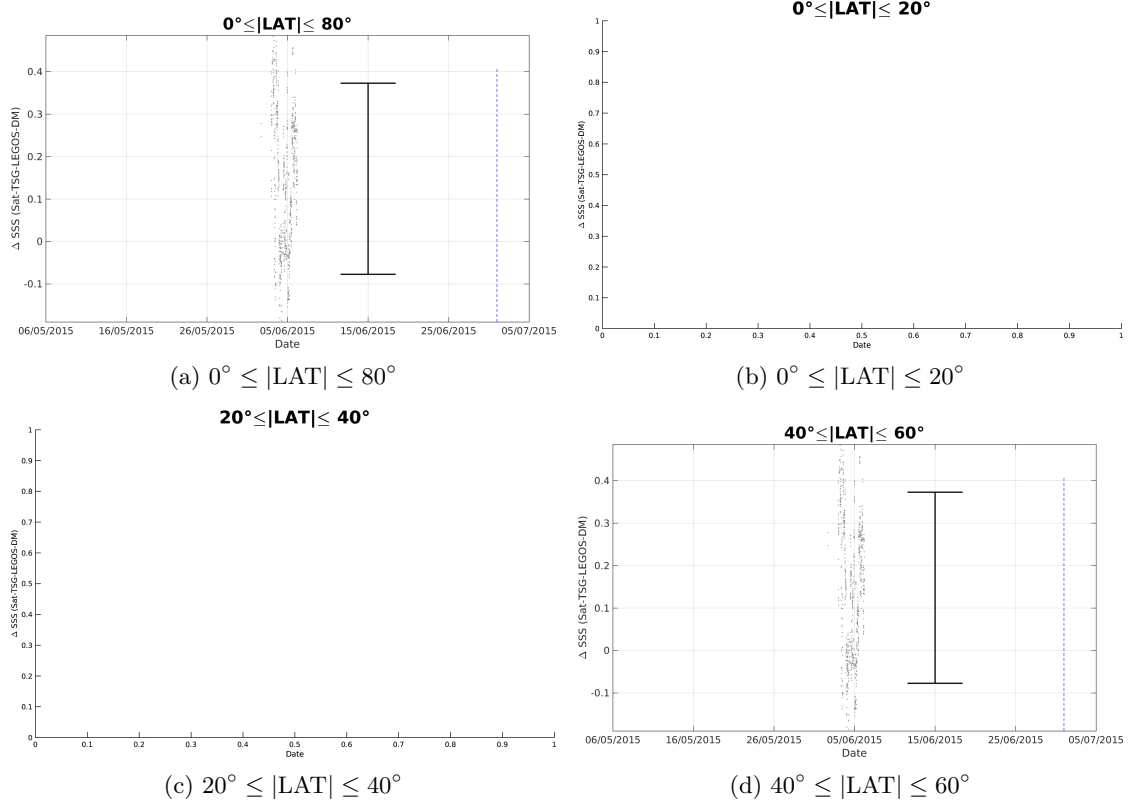 0°≤|LAT|≤ 80°
Δ SSS (Sat-TSG-LEGOS-DM)
0.4
0.3
0.2
0.1
0
-0.1
06/05/2015 16/05/2015 26/05/2015 05/06/2015 15/06/2015 25/06/2015 05/07/2015
Date
(a) 0° ≤ |LAT| ≤ 80°
0°≤|LAT|≤ 20°
Δ SSS (Sat-TSG-LEGOS-DM)
1
0.9
0.8
0.7
0.6
0.5
0.4
0.3
0.2
0.1
0
0 0.1 0.2 0.3 0.4 0.5 0.6 0.7 0.8 0.9 1
Date
(b) 0° ≤ |LAT| ≤ 20°
20°≤|LAT|≤ 40°
Δ SSS (Sat-TSG-LEGOS-DM)
1
0.9
0.8
0.7
0.6
0.5
0.4
0.3
0.2
0.1
0
0 0.1 0.2 0.3 0.4 0.5 0.6 0.7 0.8 0.9 1
Date
(c) 20° ≤ |LAT| ≤ 40°
40°≤|LAT|≤ 60°
Δ SSS (Sat-TSG-LEGOS-DM)
0.4
0.3
0.2
0.1
0
-0.1
06/05/2015 16/05/2015 26/05/2015 05/06/2015 15/06/2015 25/06/2015 05/07/2015
Date
(d) 40° ≤ |LAT| ≤ 60°